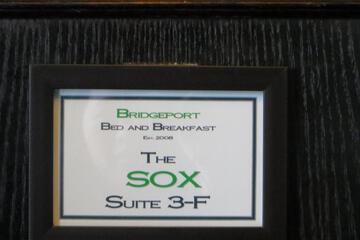 Bridgeport
Bed and Breakfast
Est. 2008
The
SOX
Suite 3-F